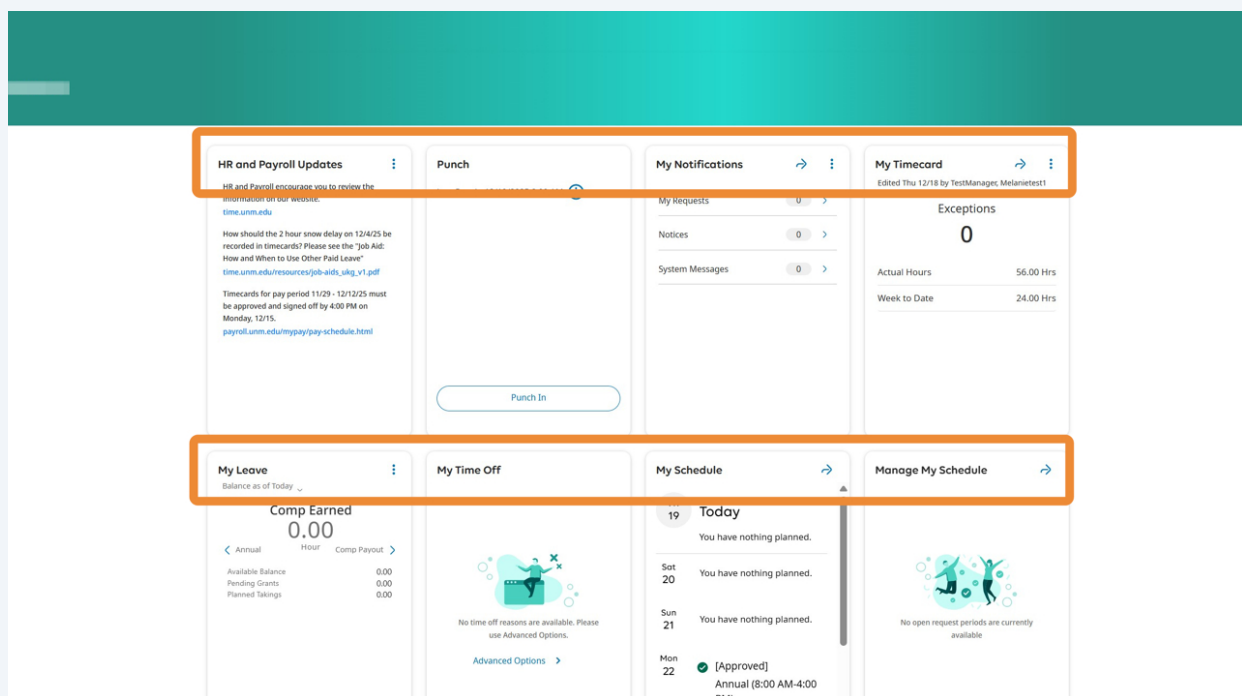 HR and Payroll Updates
HR and Payroll encourage you to review the
information on our website.
time.unm.edu
How should the 2 hour snow delay on 12/4/25 be
recorded in timecards? Please see the "Job Aid:
How and When to Use Other Paid Leave"
time.unm.edu/resources/job-aids_ukg_v1.pdf
Timecards for pay period 11/29 - 12/12/25 must
be approved and signed off by 4:00 PM on
Monday, 12/15.
payroll.unm.edu/mypay/pay-schedule.html
Punch
Punch In
My Notifications
My Requests 0
Notices 0
System Messages 0
My Timecard
Edited Thu 12/18 by TestManager, Melanietest1
Exceptions
0
Actual Hours 56.00 Hrs
Week to Date 24.00 Hrs
My Leave
Balance as of Today
Comp Earned
0.00
Annual Hour Comp Payout
Available Balance 0.00
Pending Grants 0.00
Planned Takings 0.00
My Time Off
No time off reasons are available. Please
use Advanced Options.
Advanced Options
My Schedule
19 Today
You have nothing planned.
Sat
20 You have nothing planned.
Sun
21 You have nothing planned.
Mon
22 [Approved]
Annual (8:00 AM-4:00
Manage My Schedule
No open request periods are currently
available